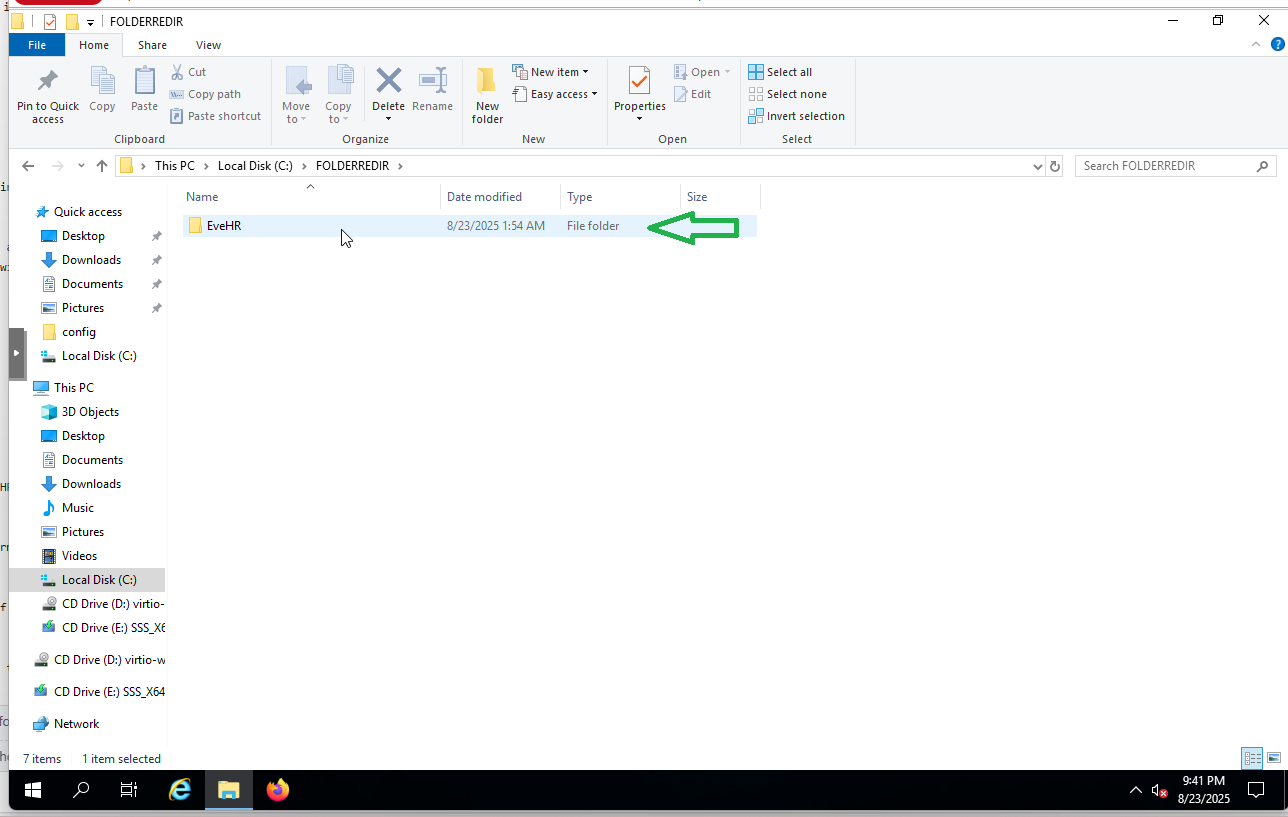 FOLDERREDIR
File Home Share View
Pin to Quick access
Copy
Paste
Cut
Copy path
Paste shortcut
Clipboard
Move to
Copy to
Delete
Rename
Organize
New folder
New item
Easy access
New
Properties
Open
Edit
Open
Select all
Select none
Invert selection
Select
This PC > Local Disk (C:) > FOLDERREDIR >
Search FOLDERREDIR
Name Date modified Type Size
EveHR 8/23/2025 1:54 AM File folder
Quick access
Desktop
Downloads
Documents
Pictures
config
Local Disk (C:)
This PC
3D Objects
Desktop
Documents
Downloads
Music
Pictures
Videos
Local Disk (C:)
CD Drive (D:) virtio-
CD Drive (E:) SSS_X6
CD Drive (D:) virtio-w
CD Drive (E:) SSS_X64
Network
7 items 1 item selected
9:41 PM
8/23/2025